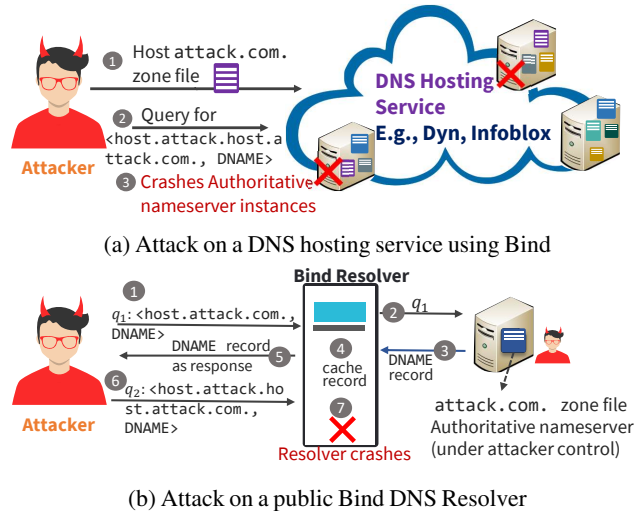 1 Host attack.com.
zone file
2 Query for
<host.attack.host.a
ttack.com., DNAME>
3 Crashes Authoritative
nameserver instances
Attacker
DNS Hosting
Service
E.g., Dyn, Infoblox
(a) Attack on a DNS hosting service using Bind
Bind Resolver
1
q1: <host.attack.com.,
DNAME>
DNAME record
as response
5
6
q2: <host.attack.ho
st.attack.com.,
DNAME>
Attacker
2 q1
3
DNAME
record
4
cache
record
7
Resolver crashes
attack.com. zone file
Authoritative nameserver
(under attacker control)
(b) Attack on a public Bind DNS Resolver